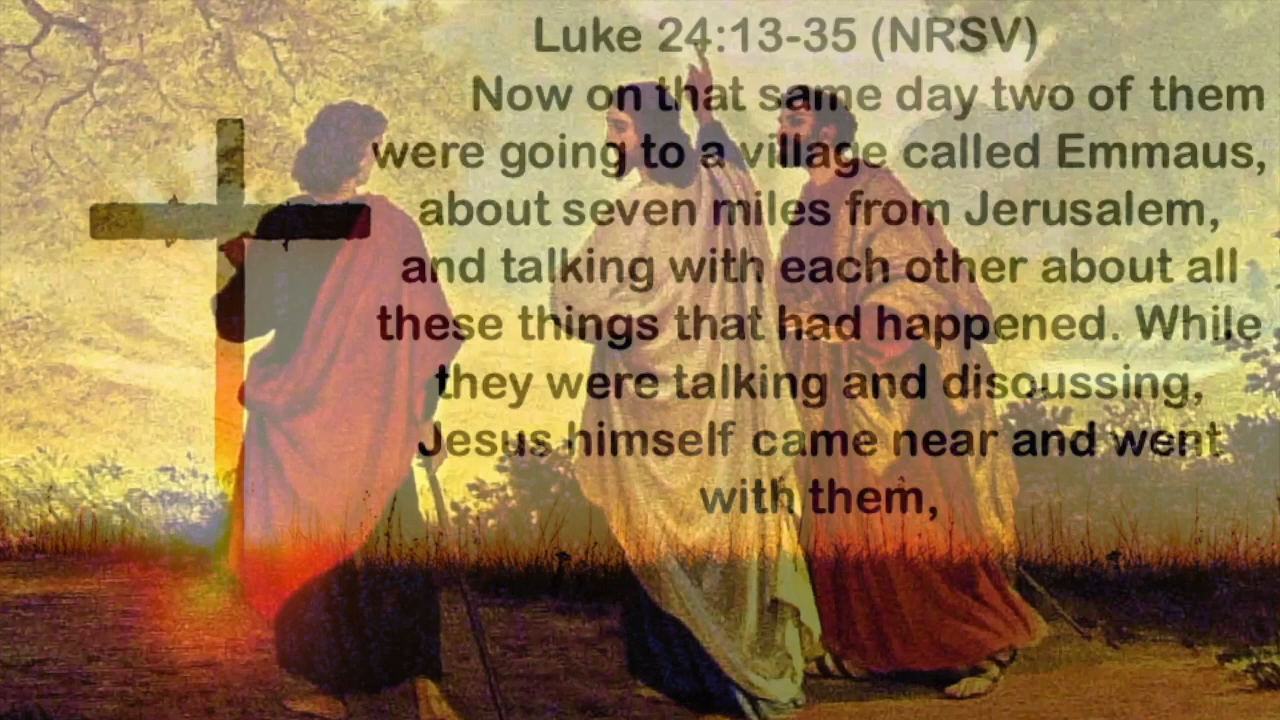 Luke 24:13-35 (NRSV)
Now on that same day two of them
were going to a village called Emmaus,
about seven miles from Jerusalem,
and talking with each other about all
these things that had happened. While
they were talking and discussing,
Jesus himself came near and went
with them,